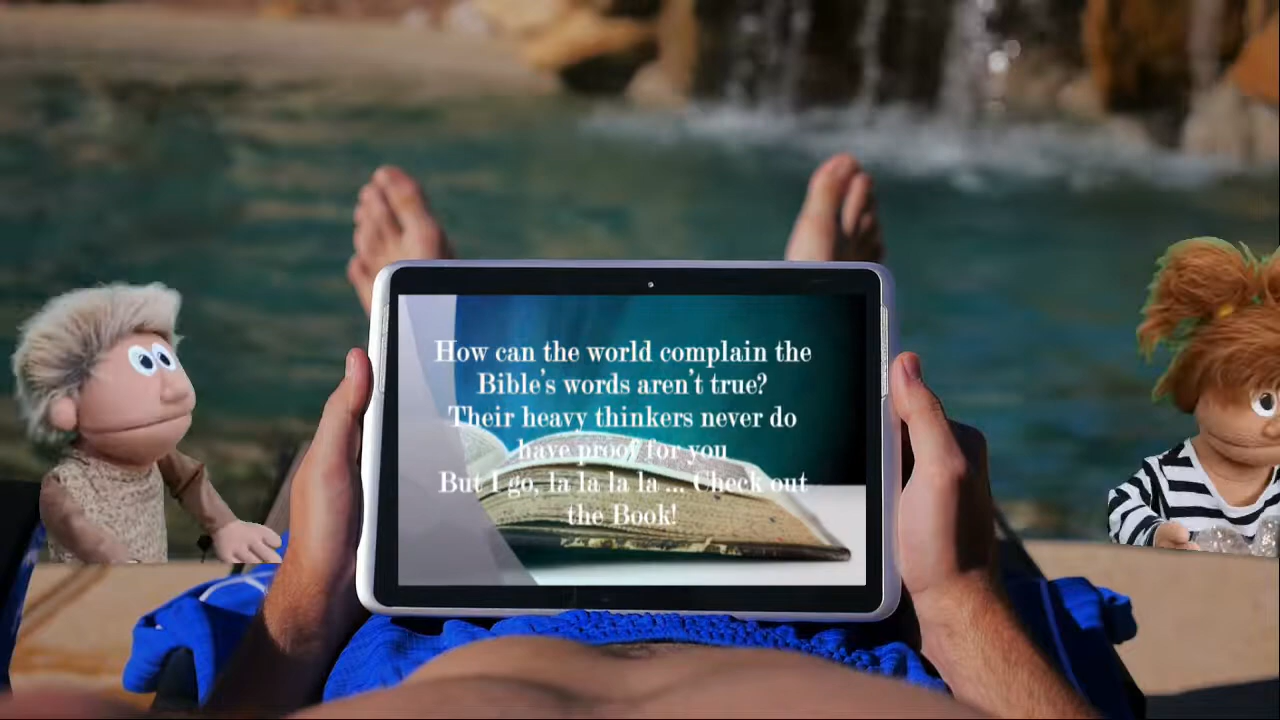 How can the world complain the
Bible's words aren't true?
Their heavy thinkers never do
have proof for you
But I go, la la la la ... Check out
the Book!